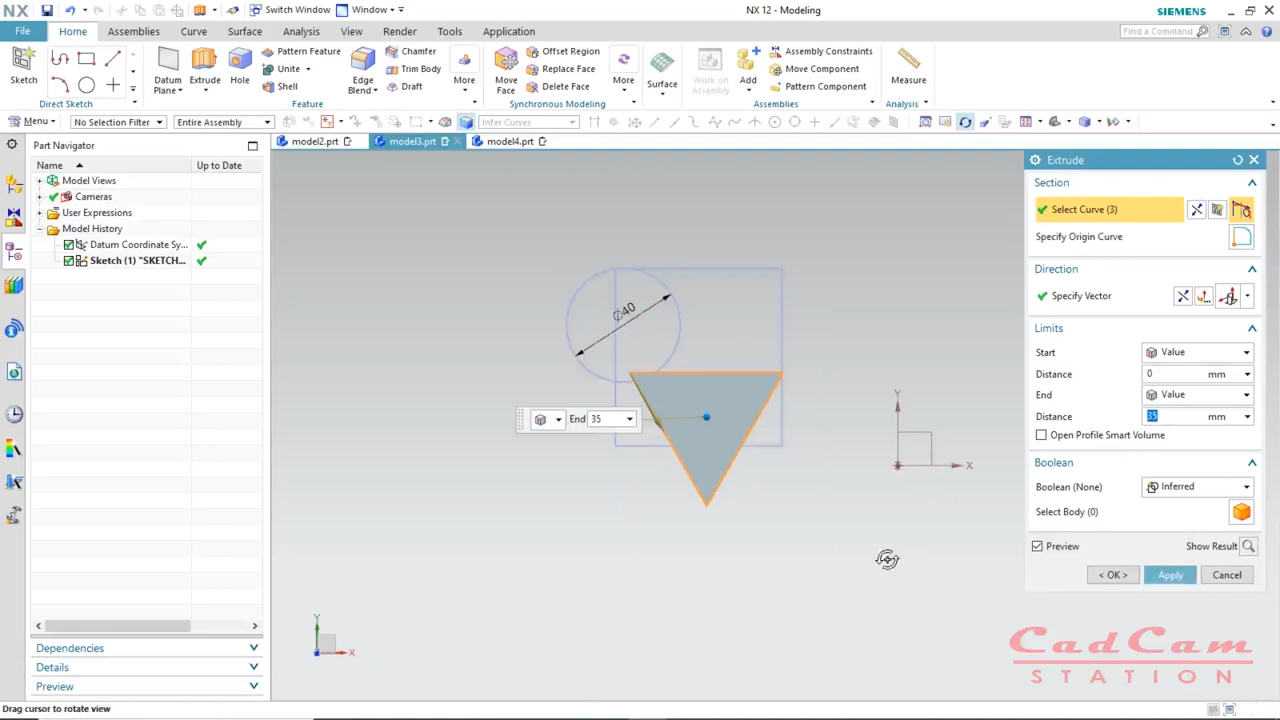 NX
Switch Window
Window
NX 12 - Modeling
SIEMENS
File
Home
Assemblies
Curve
Surface
Analysis
View
Render
Tools
Application
Find a Command
Sketch
Direct Sketch
Datum
Plane
Extrude
Hole
Pattern Feature
Unite
Shell
Feature
Edge
Blend
Chamfer
Trim Body
Draft
More
Move
Face
Offset Region
Replace Face
Delete Face
Synchronous Modeling
More
Surface
Work on
Assembly
Add
Assembly Constraints
Move Component
Pattern Component
Assemblies
Measure
Analysis
Menu
No Selection Filter
Entire Assembly
Infer Curves
Part Navigator
model2.prt
model3.prt
model4.prt
Name
Up to Date
Model Views
Cameras
User Expressions
Model History
Datum Coordinate Sy...
Sketch (1) "SKETCH...
Dependencies
Details
Preview
Ø40
End 35
Y
X
Y
X
Extrude
Section
Select Curve (3)
Specify Origin Curve
Direction
Specify Vector
Limits
Start
Value
Distance
0 mm
End
Value
Distance
35 mm
Open Profile Smart Volume
Boolean
Boolean (None)
Inferred
Select Body (0)
Preview
Show Result
< OK >
Apply
Cancel
CadCam
STATION
Drag cursor to rotate view